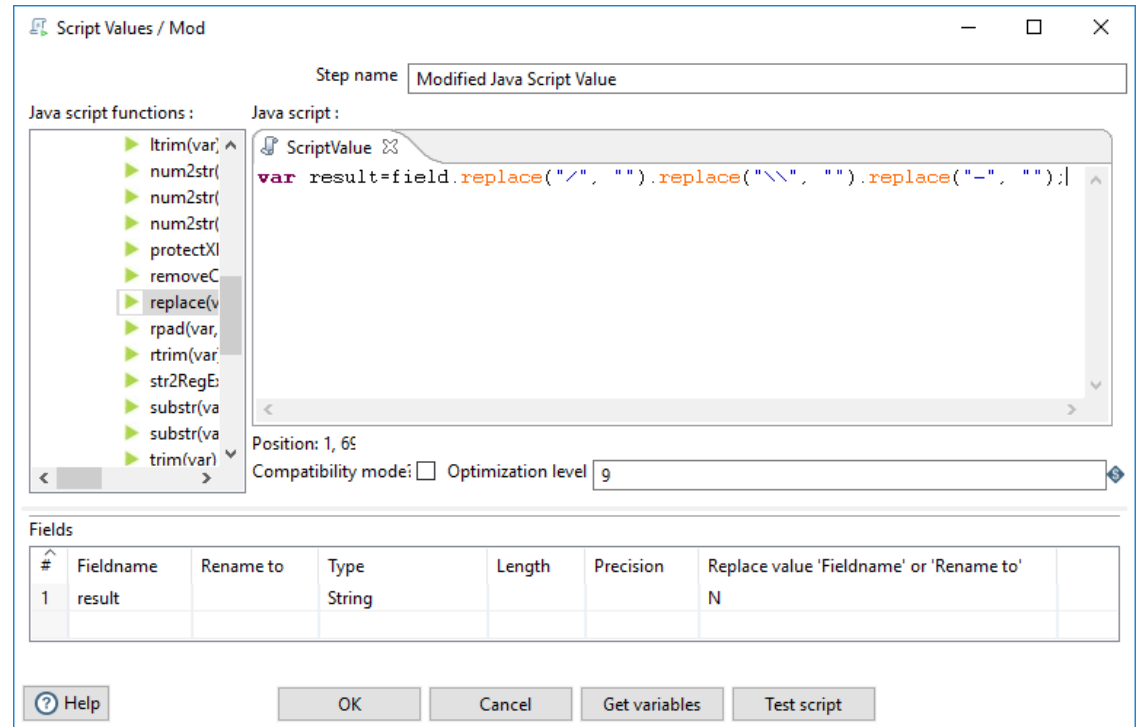 Script Values / Mod
Step name
Modified Java Script Value
Java script functions :
Java script :
ltrim(var)
num2str(
num2str(
num2str(
protectXI
removeC
replace(v
rpad(var,
rtrim(var
str2RegEx
substr(va
substr(va
trim(var)
ScriptValue
var result=field.replace("/", "").replace("\\", "").replace("-", "");
Position: 1, 69
Compatibility mode?
Optimization level
9
Fields
# Fieldname Rename to Type Length Precision Replace value 'Fieldname' or 'Rename to'
1 result String N
Help
OK
Cancel
Get variables
Test script